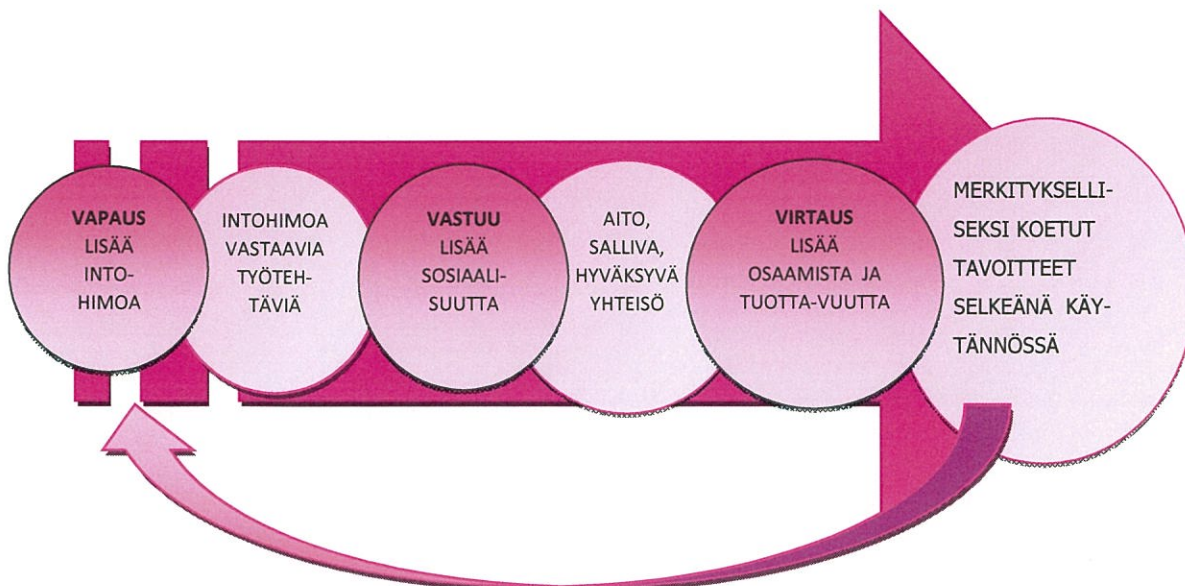 VAPAUS
LISÄÄ
INTO-
HIMOA
INTOHIMOA
VASTAAVIA
TYÖTEH-
TÄVIÄ
VASTUU
LISÄÄ
SOSIAALI-
SUUTTA
AITO,
SALLIVA,
HYVÄKSYVÄ
YHTEISÖ
VIRTAUS
LISÄÄ
OSAAMISTA JA
TUOTTA-VUUTTA
MERKITYKSELLI-
SEKSI KOETUT
TAVOITTEET
SELKEÄNÄ KÄY-
TÄNNÖSSÄ